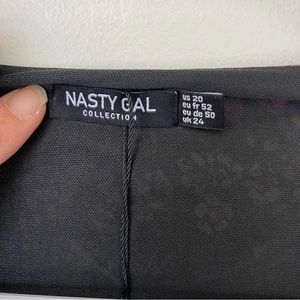 NASTY GAL
COLLECTION
us 20
eu fr 52
eu de 50
uk 24